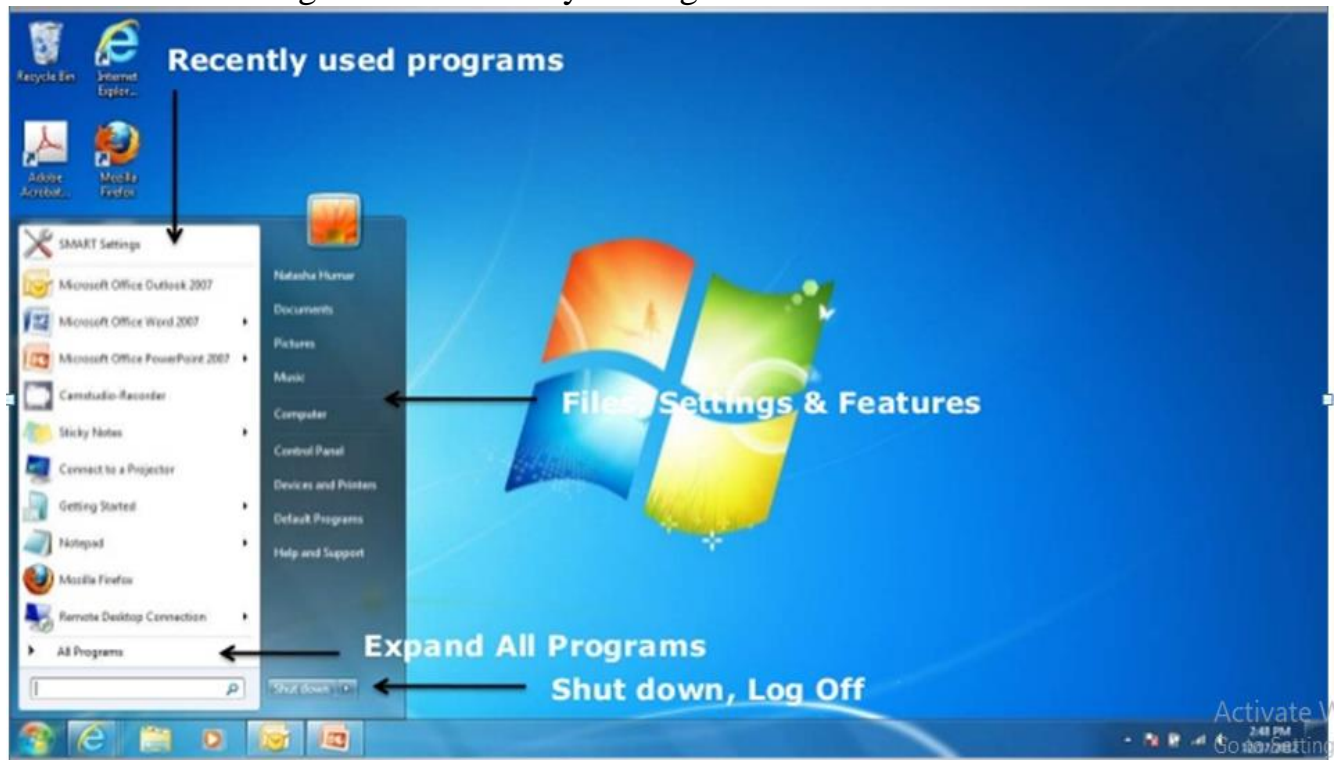 Recycle Bin
Internet
Explor...
Recently used programs
Adobe
Acrobat...
Mozilla
Firefox
SMART Settings
Microsoft Office Outlook 2007
Microsoft Office Word 2007
Microsoft Office PowerPoint 2007
Camstudio-Recorder
Sticky Notes
Connect to a Projector
Getting Started
Notepad
Mozilla Firefox
Remote Desktop Connection
All Programs
Natasha Humar
Documents
Pictures
Music
Computer
Control Panel
Devices and Printers
Default Programs
Help and Support
Shut down
Files, Settings & Features
Expand All Programs
Shut down, Log Off
Activate
2:48 PM
Go to Setting